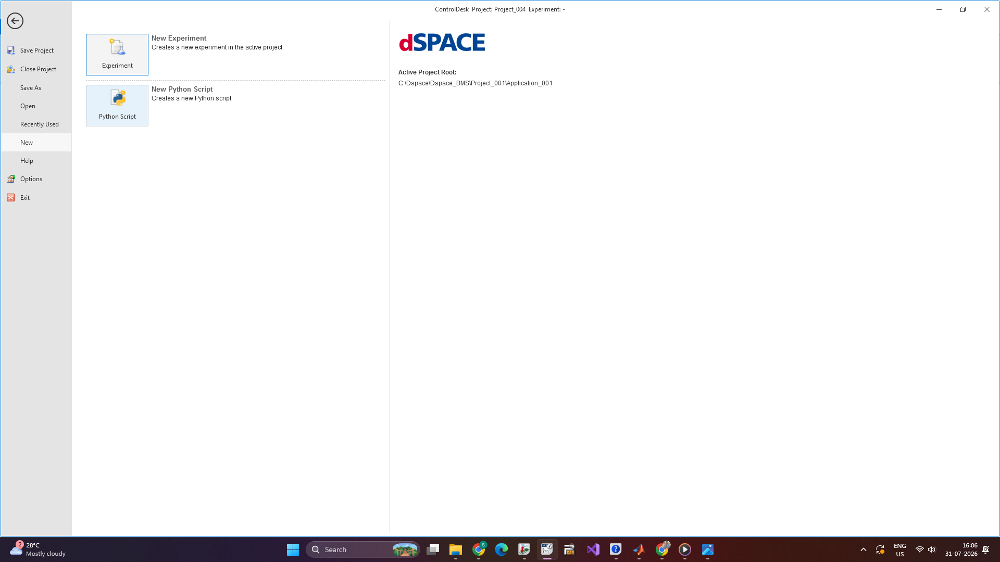 ControlDesk  Project: Project_004  Experiment: -
Save Project
Close Project
Save As
Open
Recently Used
New
Help
Options
Exit
Experiment
New Experiment
Creates a new experiment in the active project.
Python Script
New Python Script
Creates a new Python script.
dSPACE
Active Project Root:
C:\Dspace\Dspace_BMS\Project_001\Application_001
2
28°C
Mostly cloudy
Search
S
ENG
US
16:06
31-07-2026